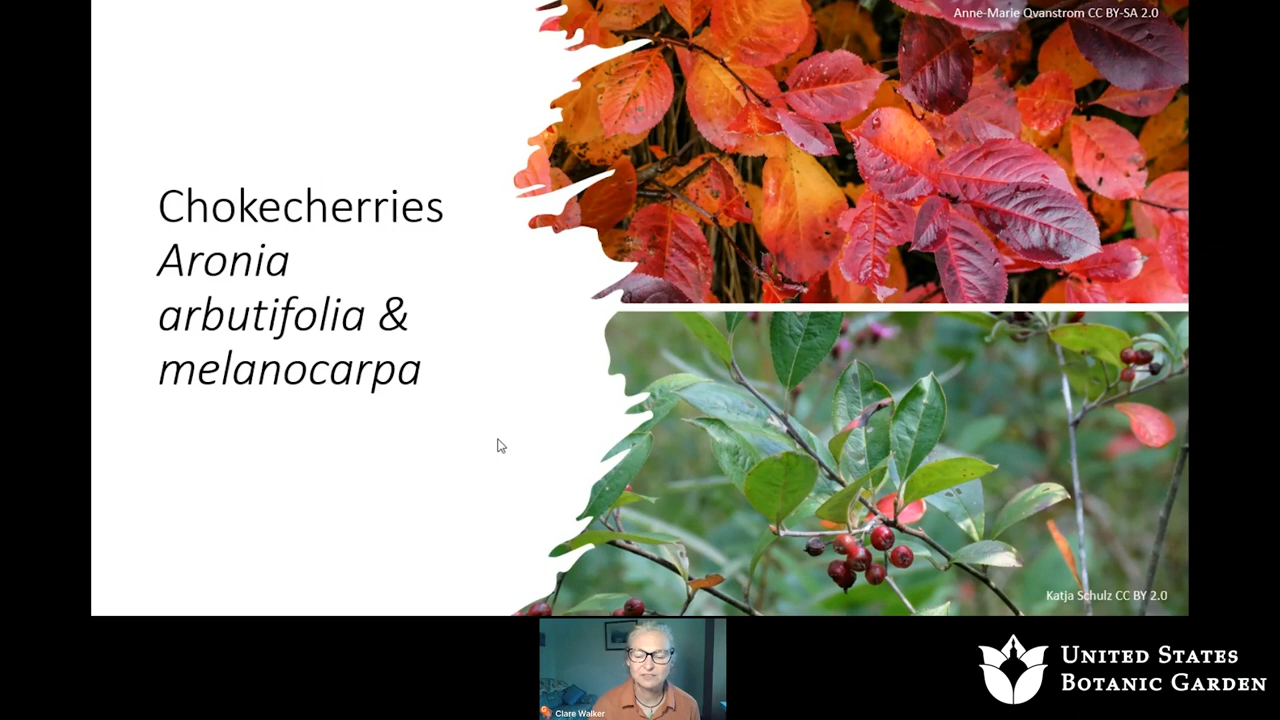 Anne-Marie Qvanstrom CC BY-SA 2.0
Chokecherries
Aronia
arbutifolia &
melanocarpa
Katja Schulz CC BY 2.0
Clare Walker
UNITED STATES
BOTANIC GARDEN